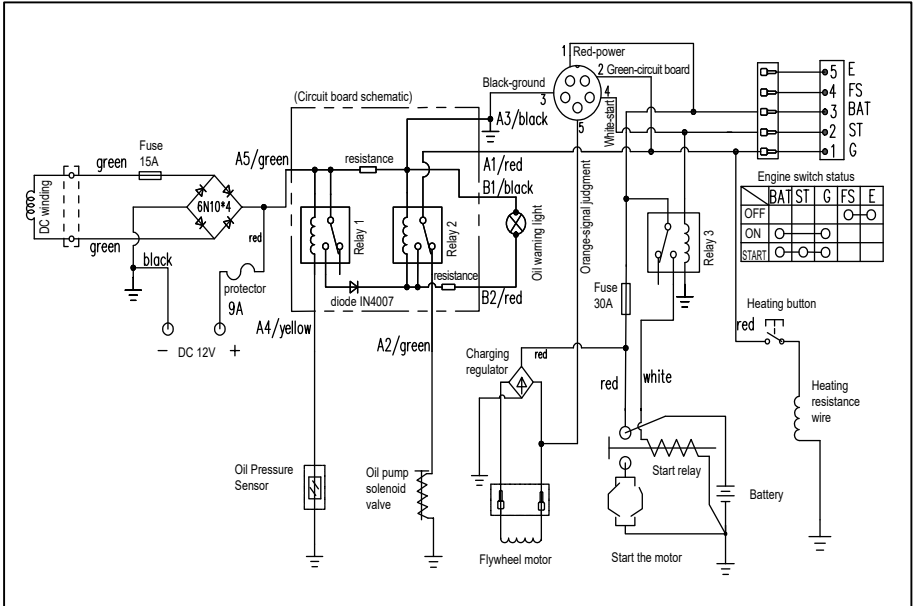 1
Red-power
2 Green-circuit board
Black-ground
3
4
5
White-start
Orange-signal judgment
5 E
4 FS
3 BAT
2 ST
1 G
(Circuit board schematic)
A3/black
Fuse
15A
green
A5/green
resistance
A1/red
B1/black
DC winding
6N10*4
green
red
black
Relay 1
Relay 2
Oil warning light
resistance
diode IN4007
B2/red
protector
9A
A4/yellow
A2/green
— DC 12V +
Relay 3
Fuse
30A
Engine switch status
BAT ST G FS E
OFF
ON
START
Heating button
red
Charging
regulator
red
red
white
Heating
resistance
wire
Oil Pressure
Sensor
Oil pump
solenoid
valve
Start relay
Battery
Flywheel motor
Start the motor